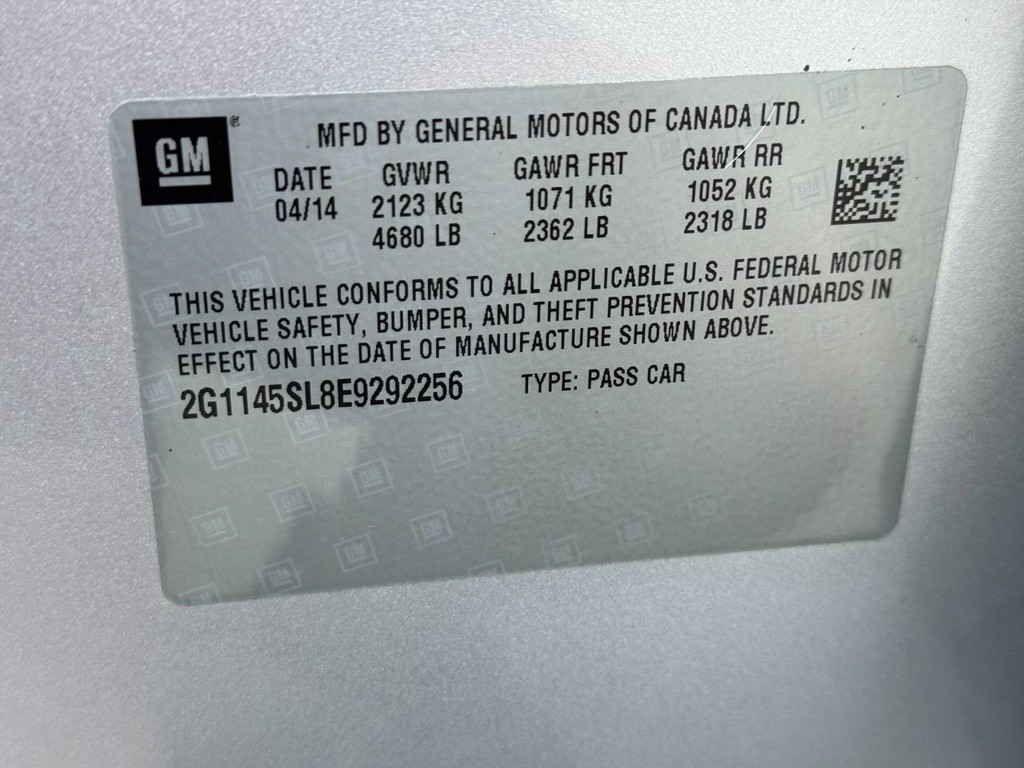 GM
MFD BY GENERAL MOTORS OF CANADA LTD.
DATE GVWR GAWR FRT GAWR RR
04/14 2123 KG 1071 KG 1052 KG
4680 LB 2362 LB 2318 LB
THIS VEHICLE CONFORMS TO ALL APPLICABLE U.S. FEDERAL MOTOR
VEHICLE SAFETY, BUMPER, AND THEFT PREVENTION STANDARDS IN
EFFECT ON THE DATE OF MANUFACTURE SHOWN ABOVE.
2G1145SL8E9292256 TYPE: PASS CAR